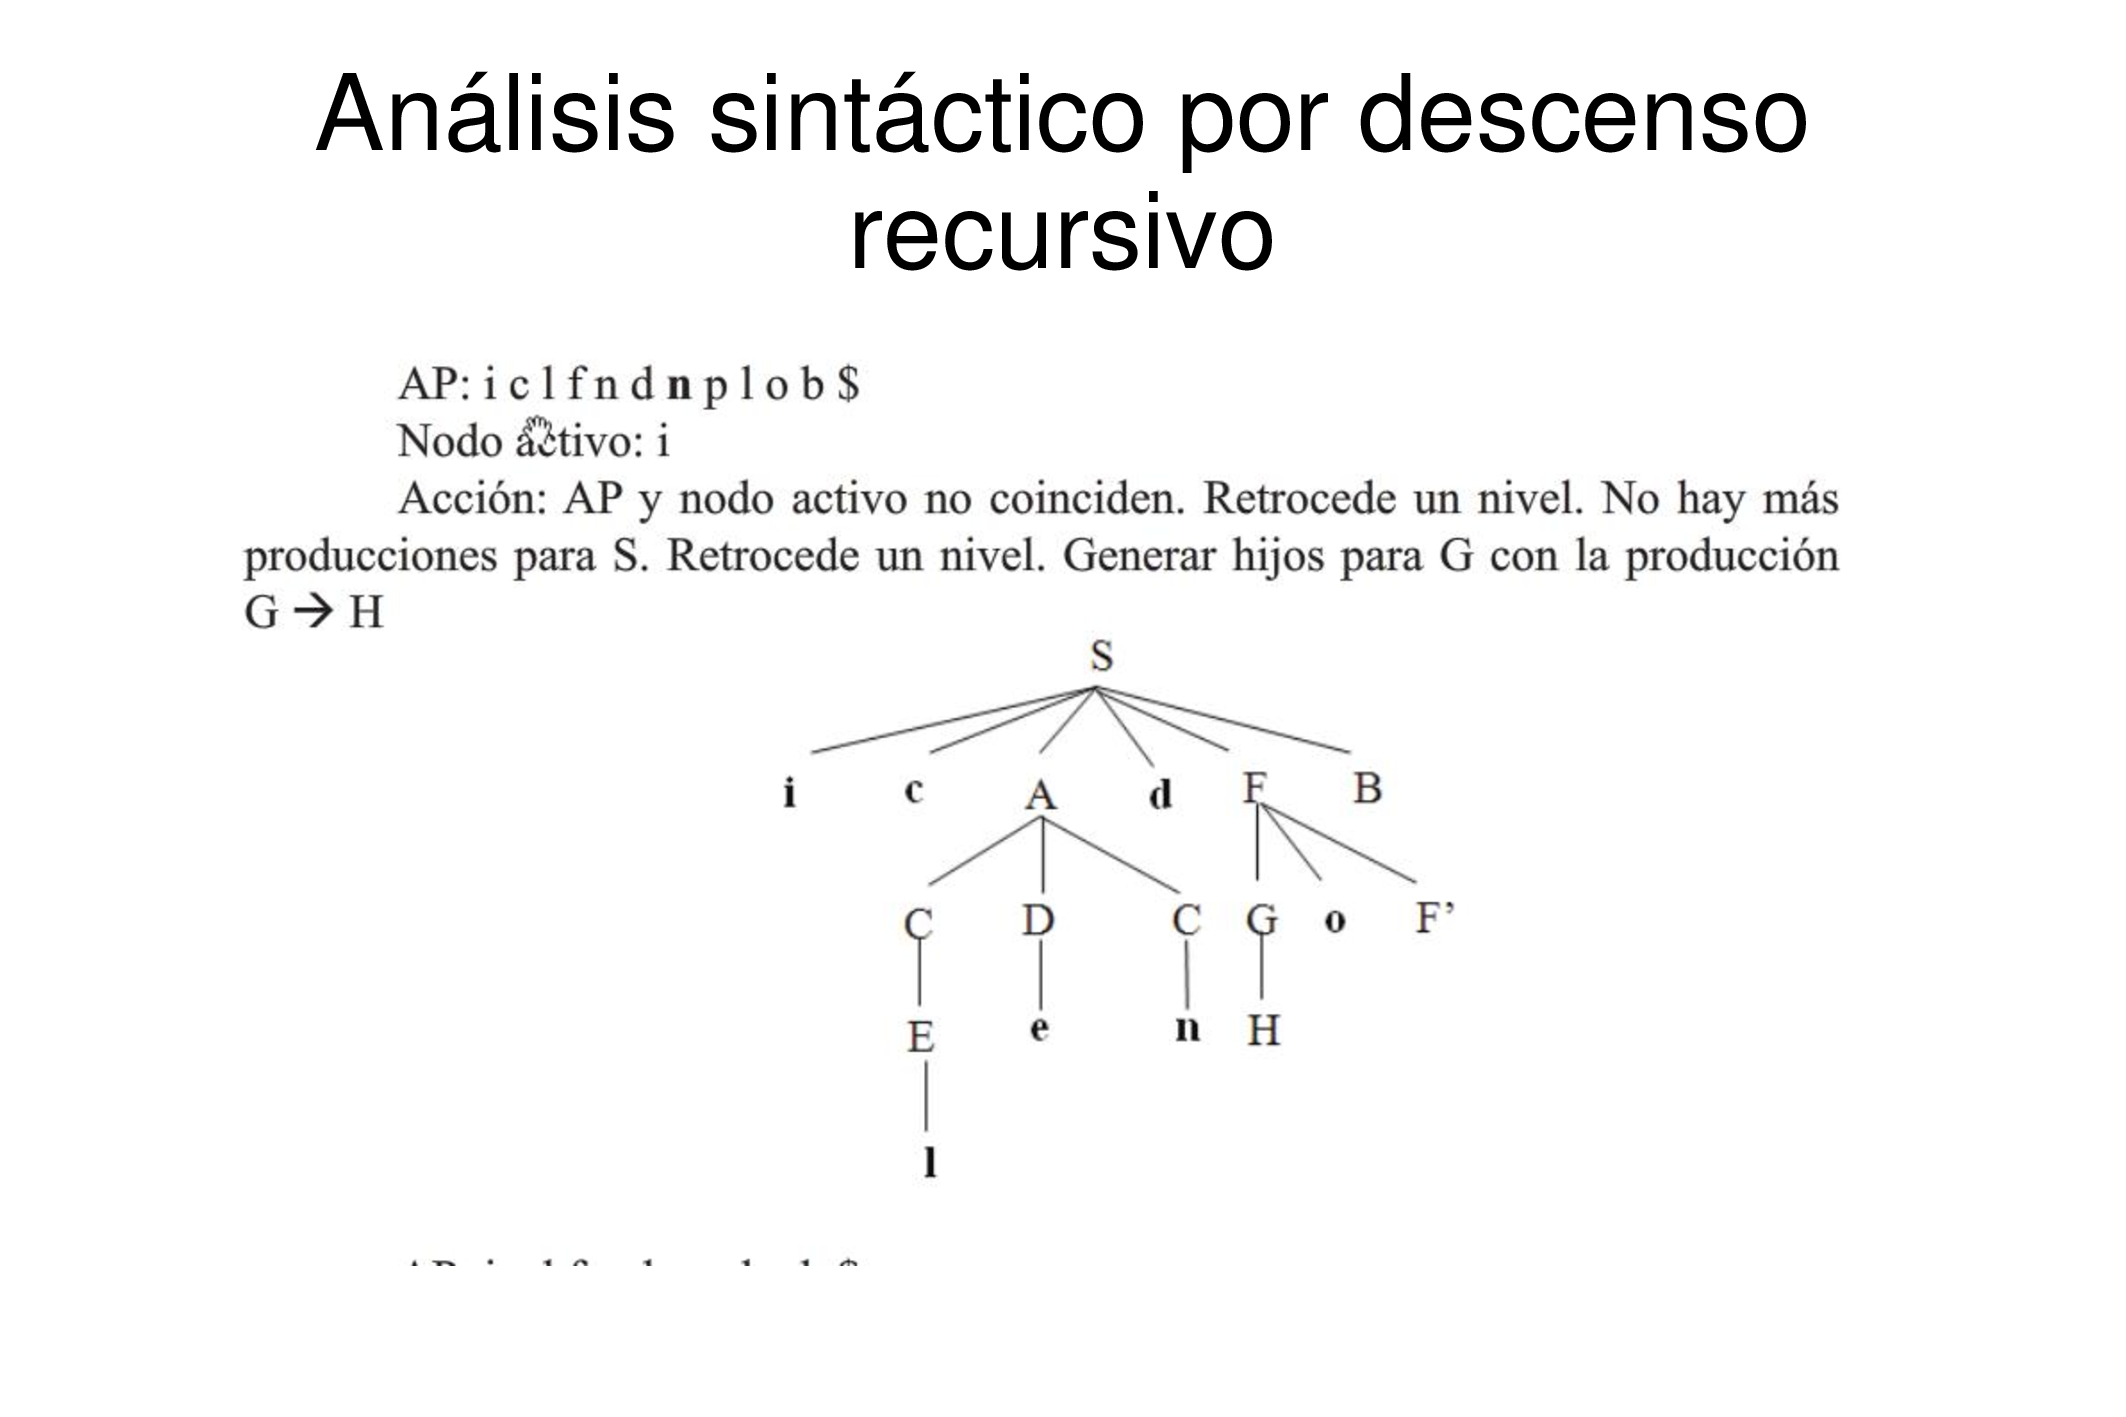 Análisis sintáctico por descenso
recursivo
AP: i c l f n d n p l o b $
Nodo activo: i
Acción: AP y nodo activo no coinciden. Retrocede un nivel. No hay más
producciones para S. Retrocede un nivel. Generar hijos para G con la producción
G → H
S
i c A d F B
C D C G o F’
E e n H
l